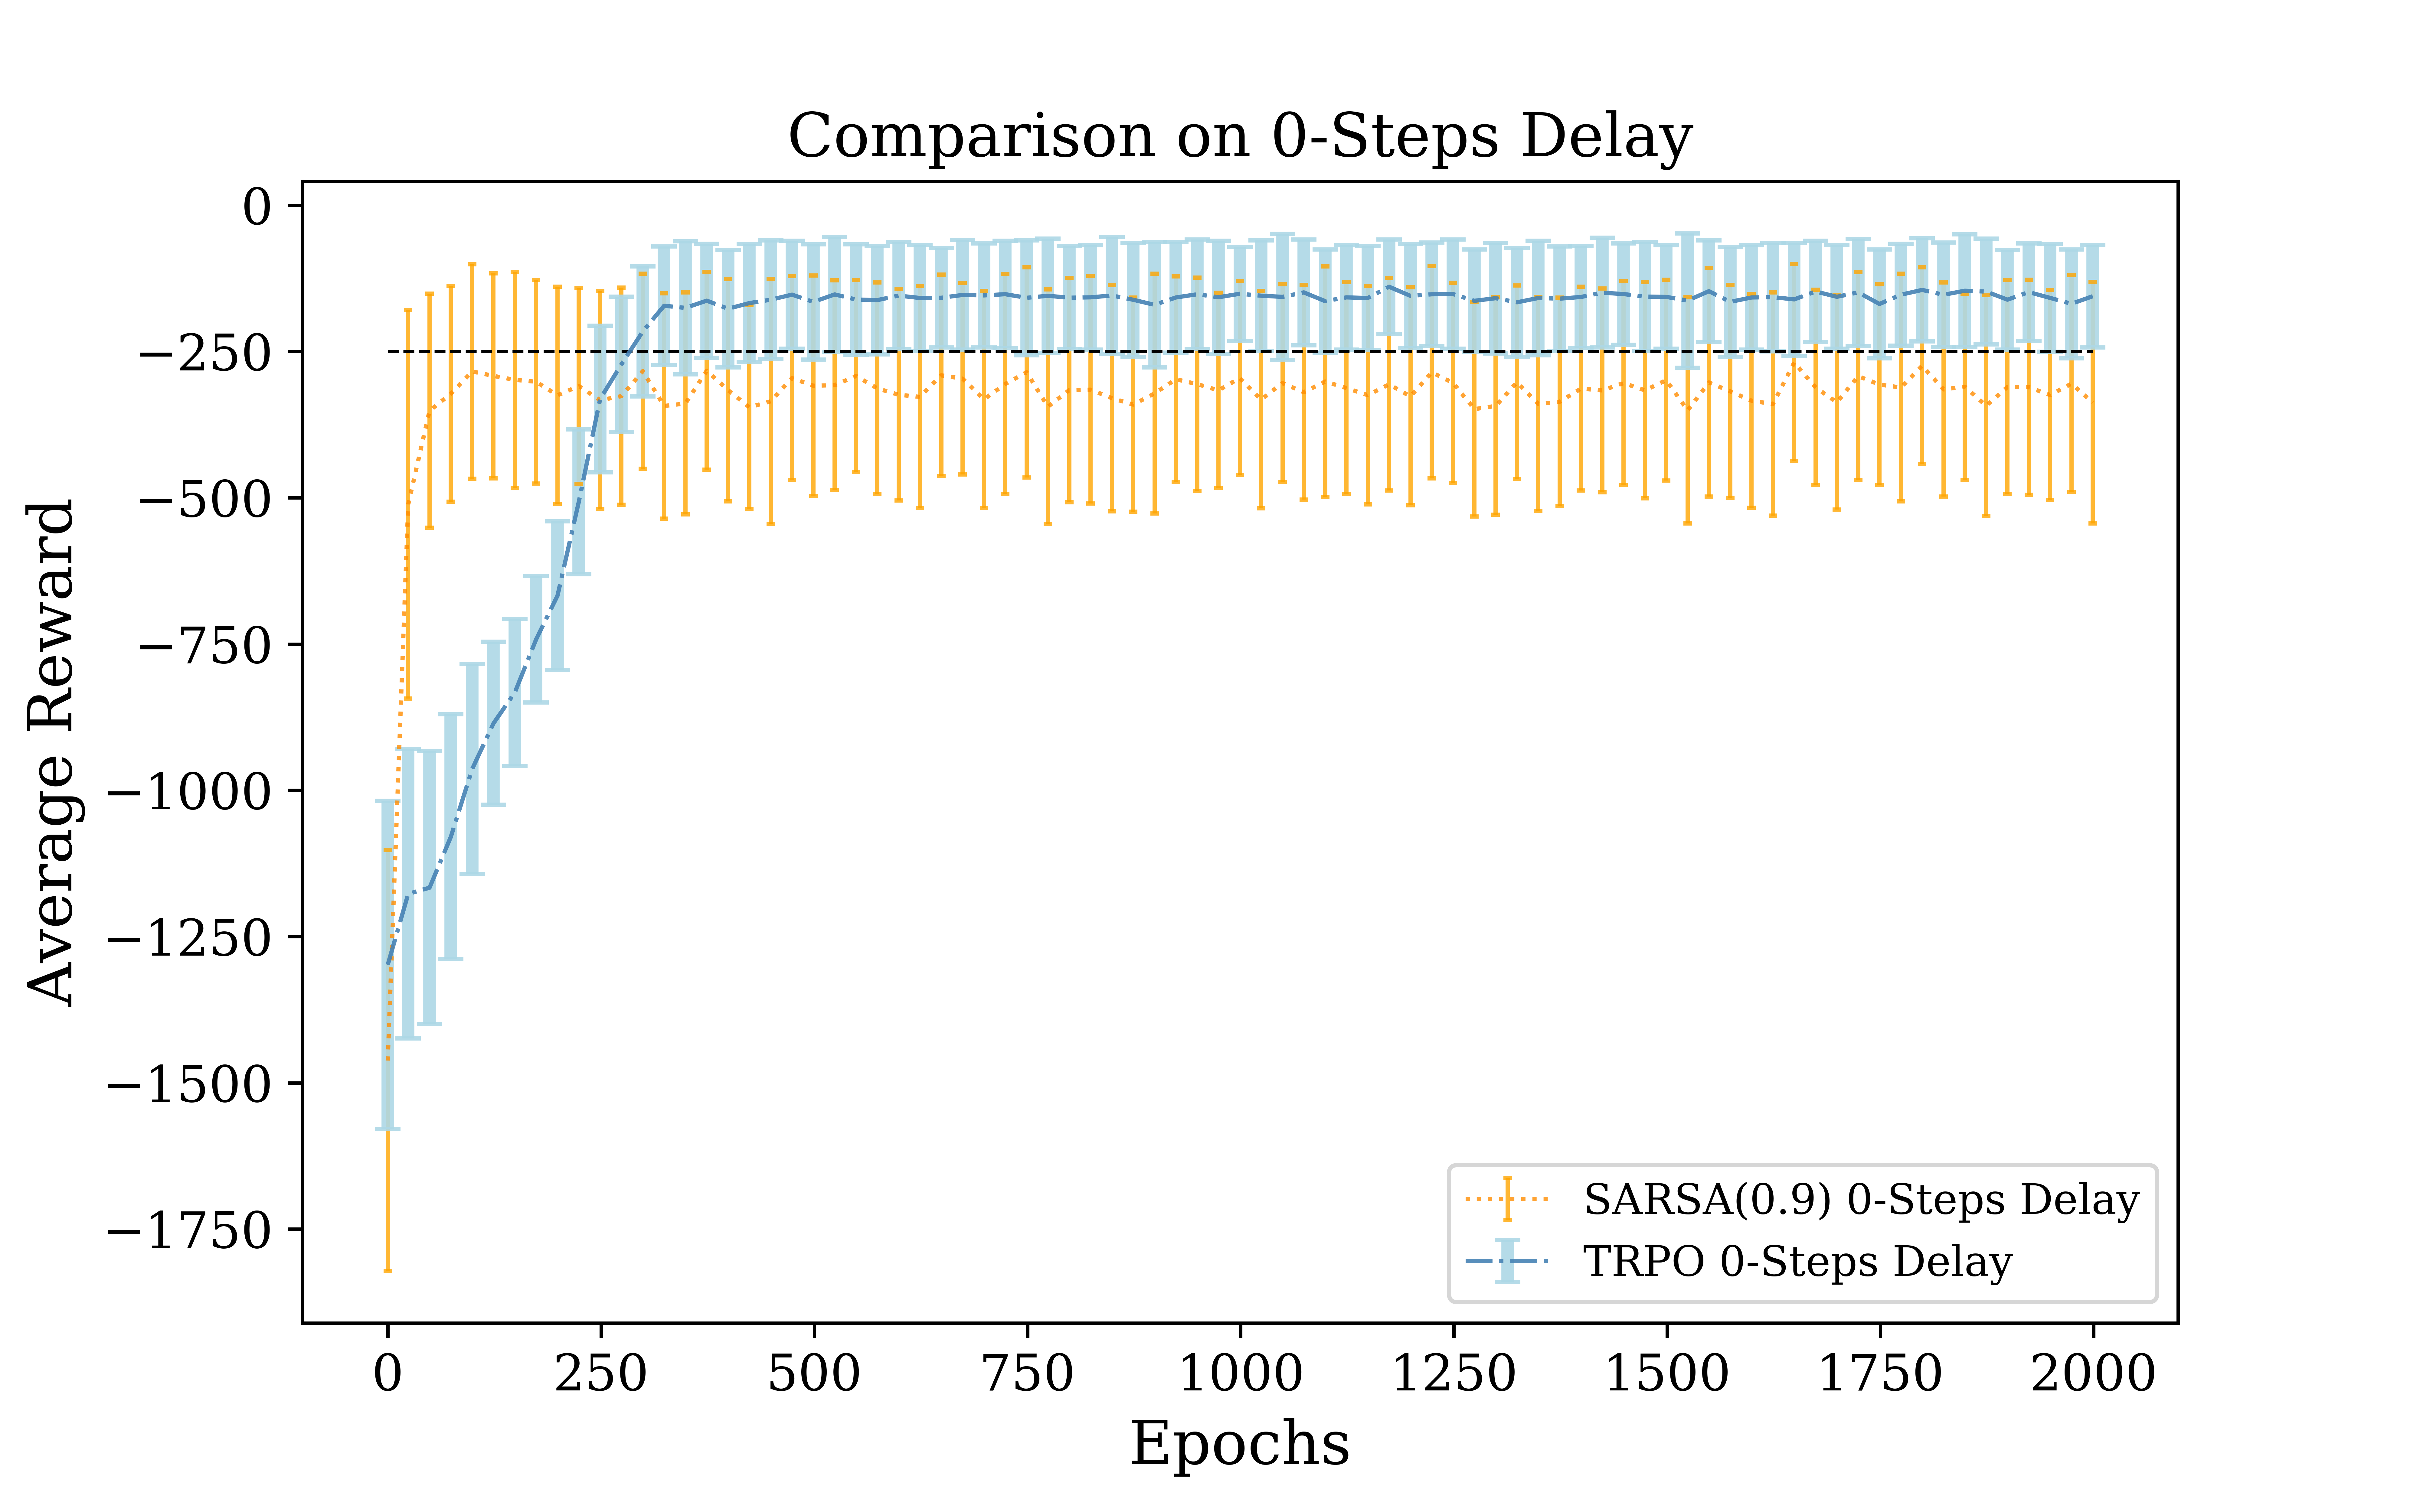 Comparison on 0-Steps Delay
0
−250
−500
−750
−1000
−1250
−1500
−1750
Average Reward
SARSA(0.9) 0-Steps Delay
TRPO 0-Steps Delay
0 250 500 750 1000 1250 1500 1750 2000
Epochs